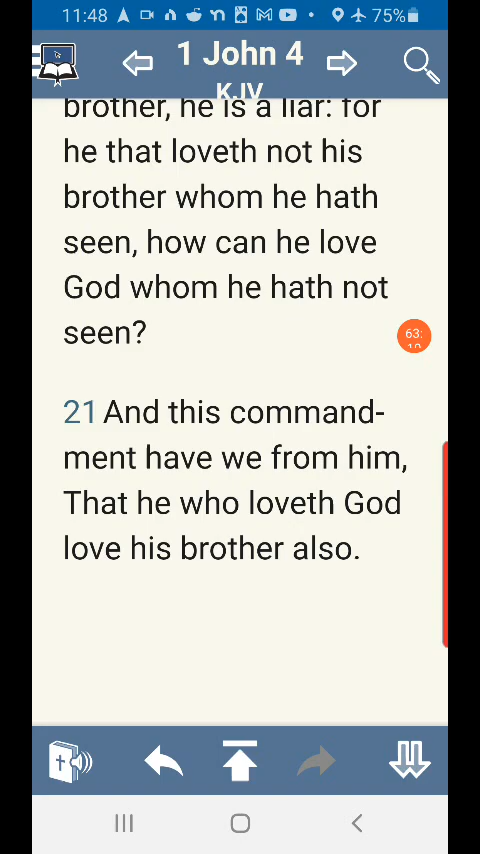 11:48
75%
1 John 4
KJV
brother, he is a liar: for
he that loveth not his
brother whom he hath
seen, how can he love
God whom he hath not
seen?
63:
21 And this command-
ment have we from him,
That he who loveth God
love his brother also.